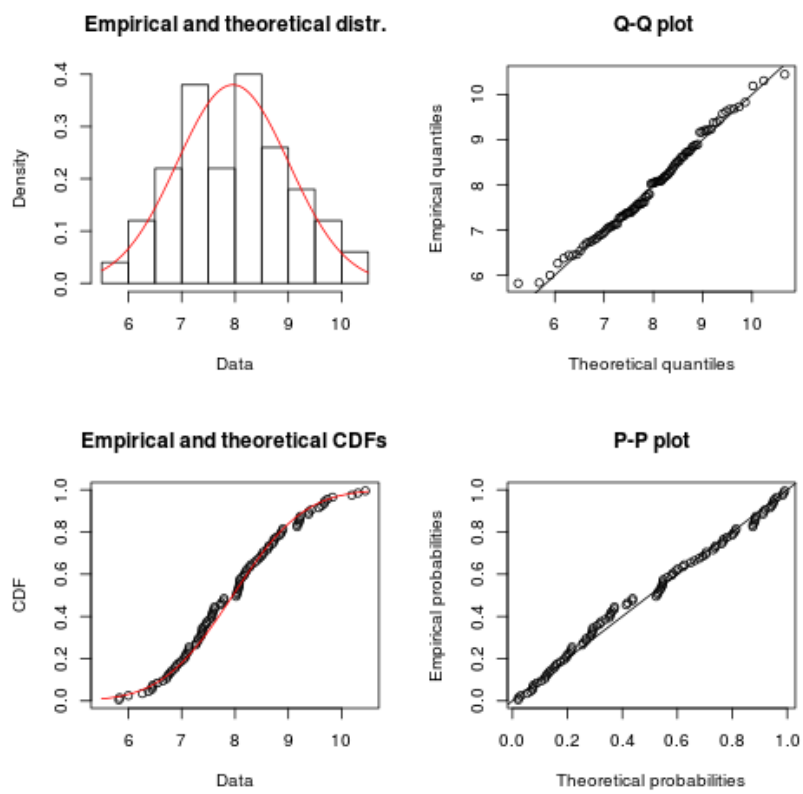 Empirical and theoretical distr.
Density
0.0 0.1 0.2 0.3 0.4
6 7 8 9 10
Data
Q-Q plot
Empirical quantiles
6 7 8 9 10
6 7 8 9 10
Theoretical quantiles
Empirical and theoretical CDFs
CDF
0.0 0.2 0.4 0.6 0.8 1.0
6 7 8 9 10
Data
P-P plot
Empirical probabilities
0.0 0.2 0.4 0.6 0.8 1.0
0.0 0.2 0.4 0.6 0.8 1.0
Theoretical probabilities